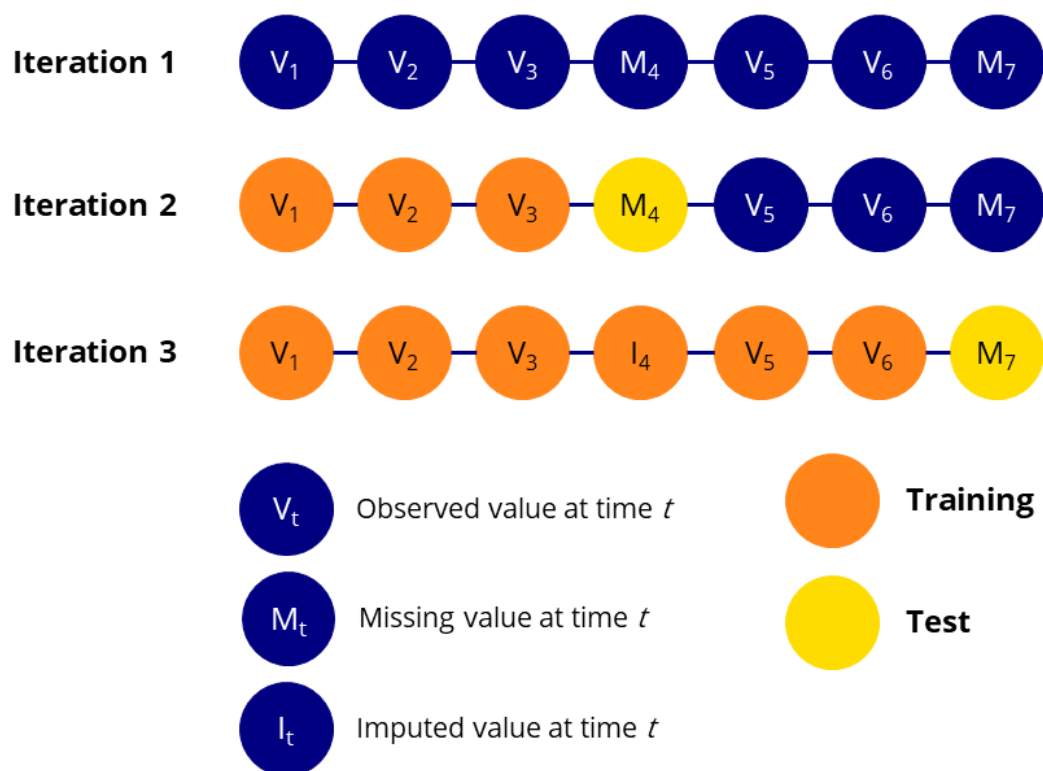 Iteration 1 V₁ V₂ V₃ M₄ V₅ V₆ M₇
Iteration 2 V₁ V₂ V₃ M₄ V₅ V₆ M₇
Iteration 3 V₁ V₂ V₃ I₄ V₅ V₆ M₇
Vₜ Observed value at time t
Training
Mₜ Missing value at time t
Test
Iₜ Imputed value at time t